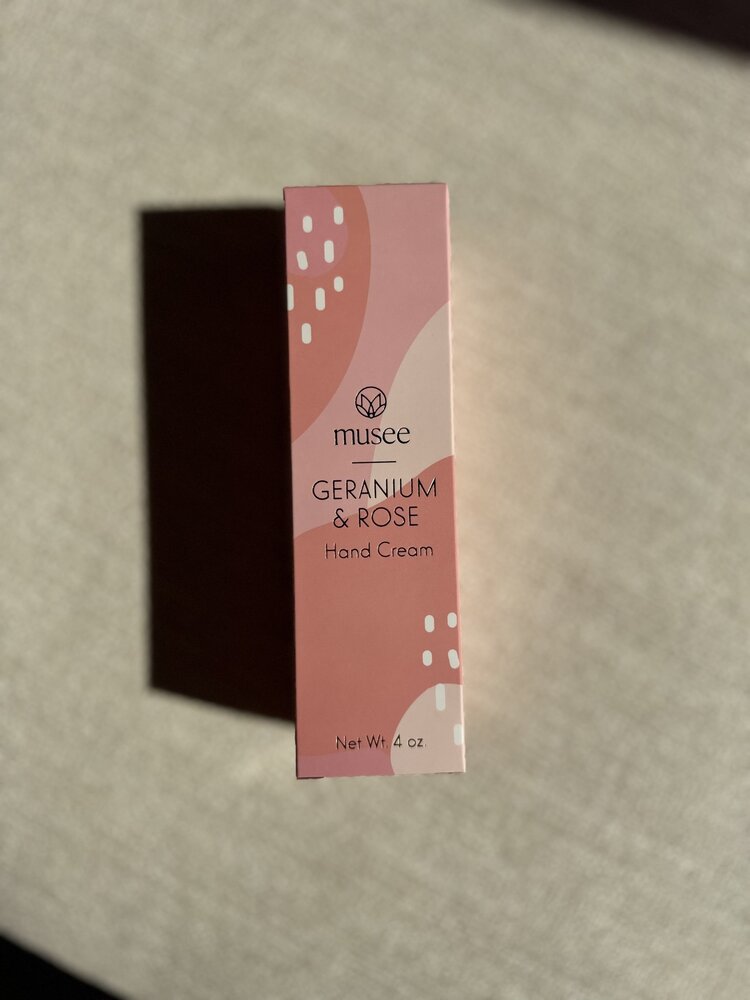 musee
GERANIUM
& ROSE
Hand Cream
Net Wt. 4 oz.